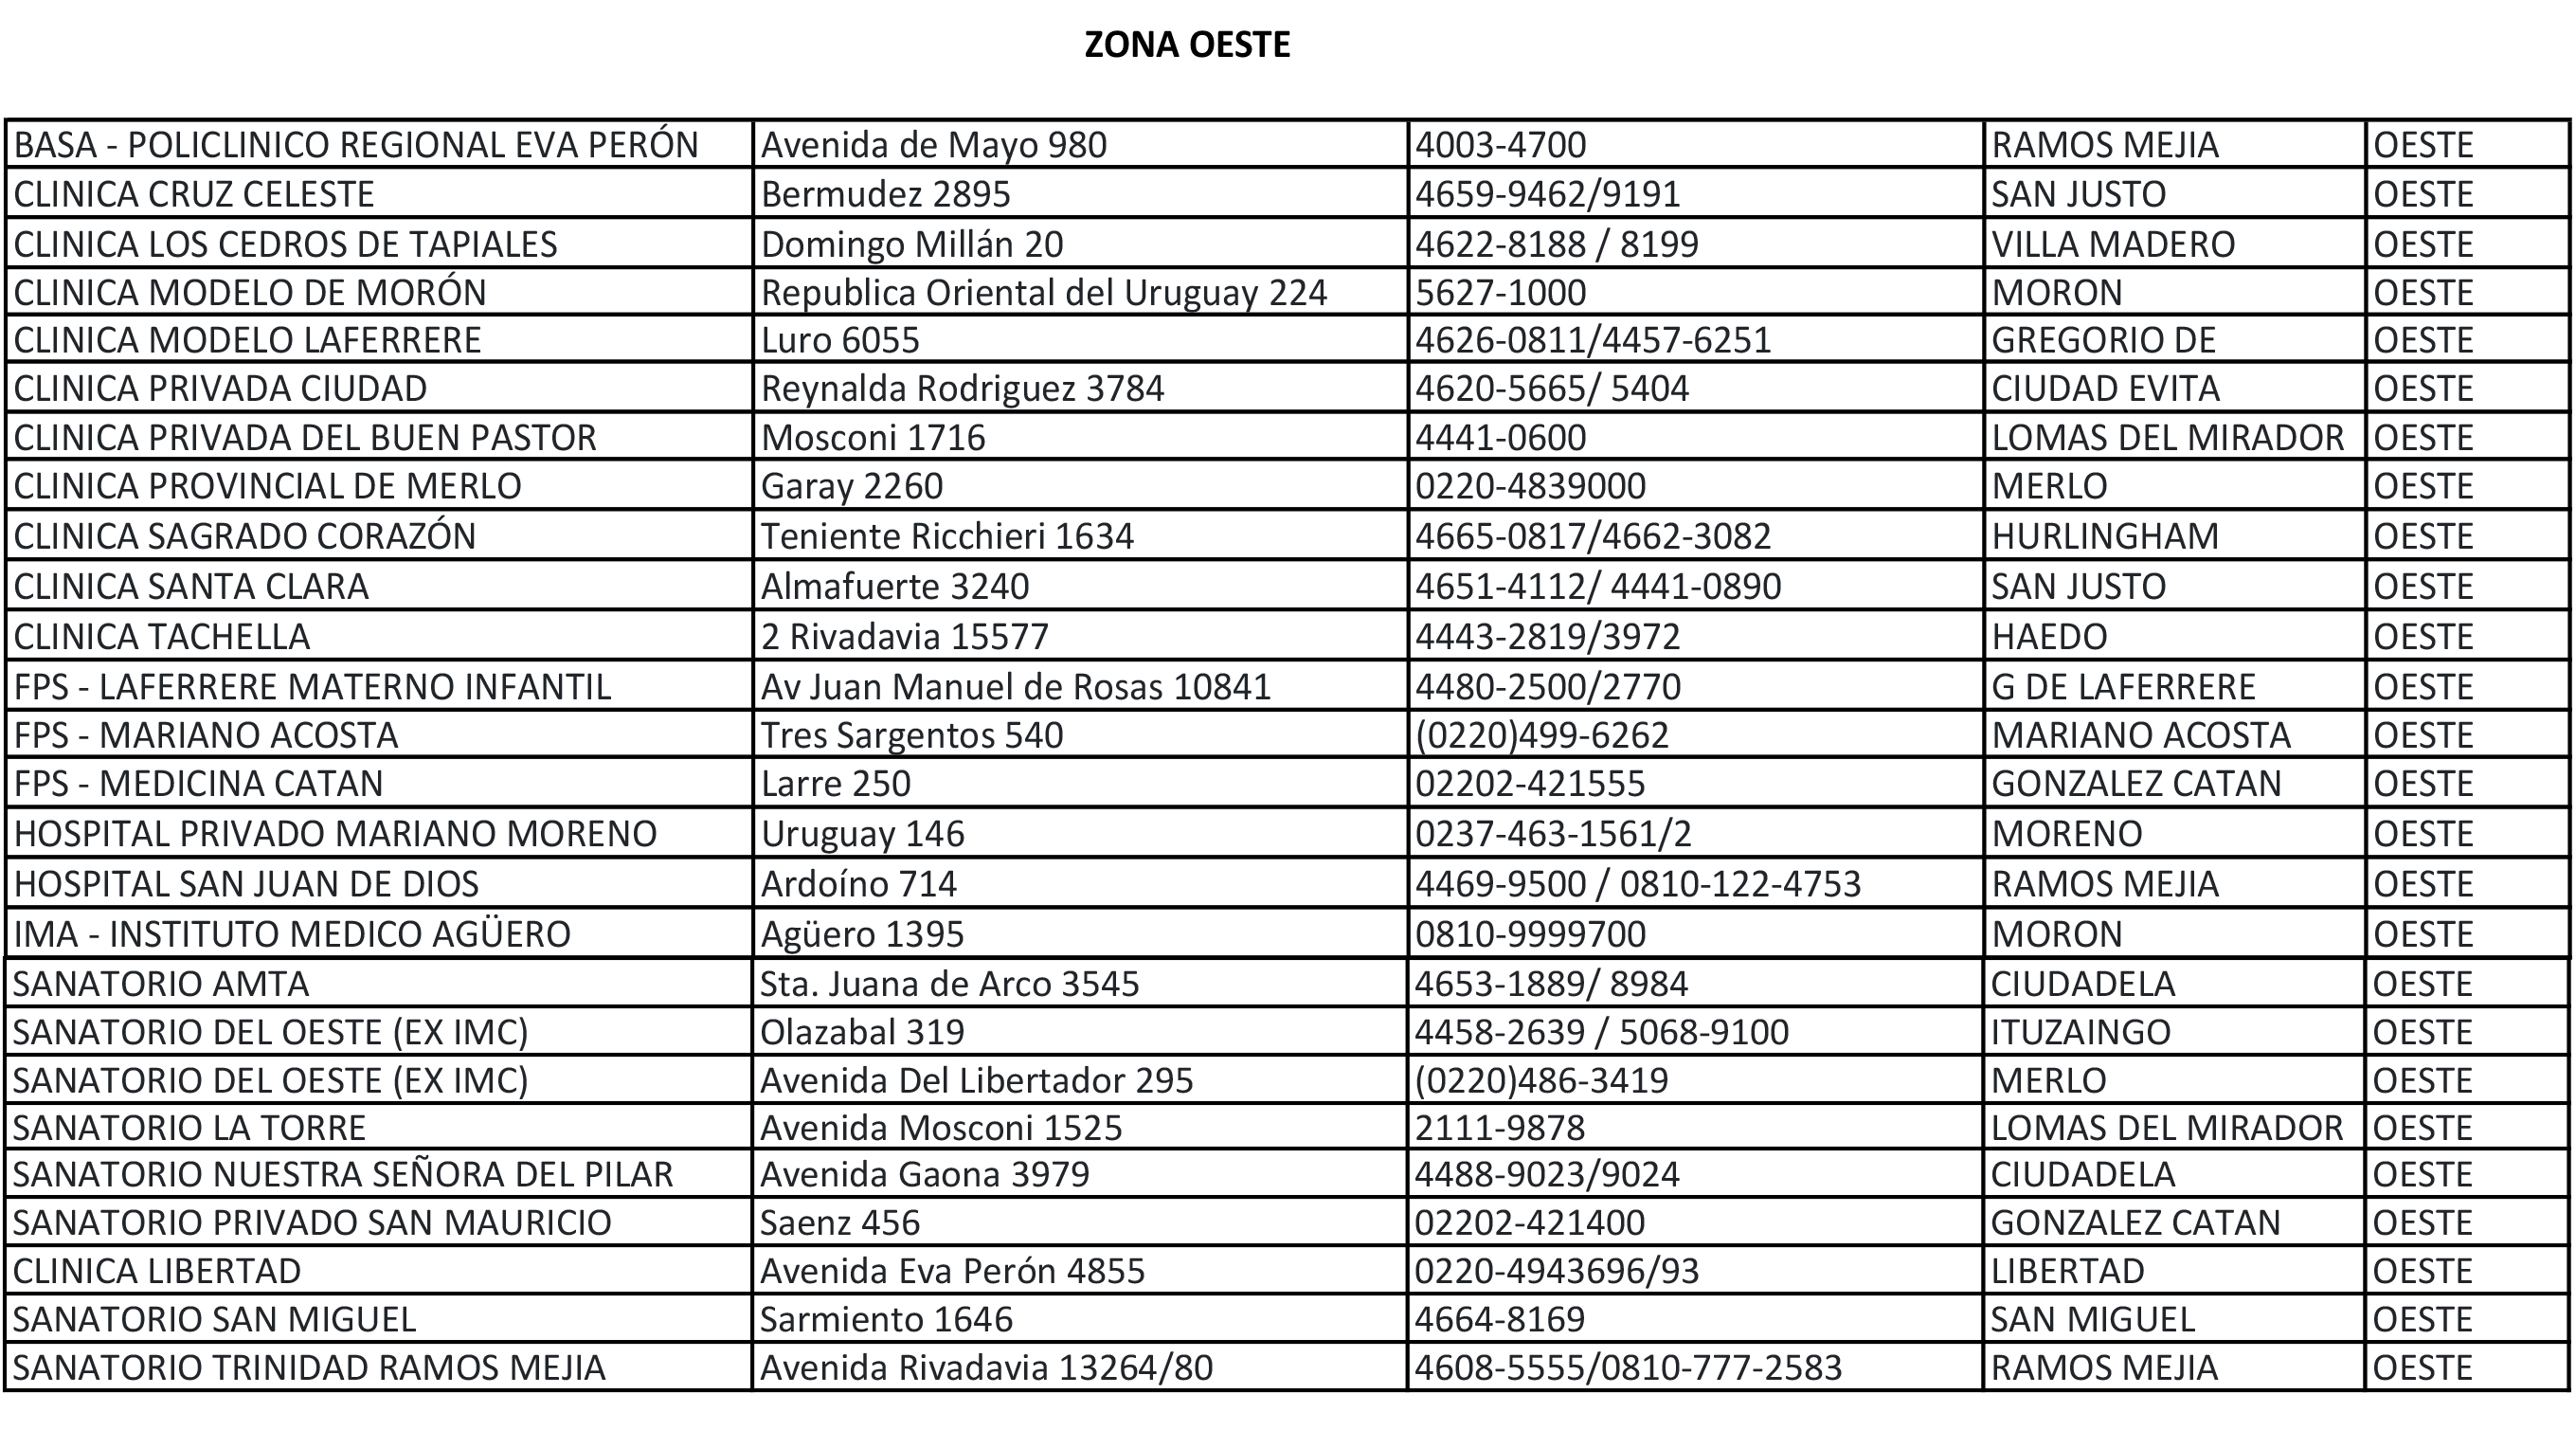 ZONA OESTE
BASA - POLICLINICO REGIONAL EVA PERÓN Avenida de Mayo 980 4003-4700 RAMOS MEJIA OESTE
CLINICA CRUZ CELESTE Bermudez 2895 4659-9462/9191 SAN JUSTO OESTE
CLINICA LOS CEDROS DE TAPIALES Domingo Millán 20 4622-8188 / 8199 VILLA MADERO OESTE
CLINICA MODELO DE MORÓN Republica Oriental del Uruguay 224 5627-1000 MORON OESTE
CLINICA MODELO LAFERRERE Luro 6055 4626-0811/4457-6251 GREGORIO DE OESTE
CLINICA PRIVADA CIUDAD Reynalda Rodriguez 3784 4620-5665/ 5404 CIUDAD EVITA OESTE
CLINICA PRIVADA DEL BUEN PASTOR Mosconi 1716 4441-0600 LOMAS DEL MIRADOR OESTE
CLINICA PROVINCIAL DE MERLO Garay 2260 0220-4839000 MERLO OESTE
CLINICA SAGRADO CORAZÓN Teniente Ricchieri 1634 4665-0817/4662-3082 HURLINGHAM OESTE
CLINICA SANTA CLARA Almafuerte 3240 4651-4112/ 4441-0890 SAN JUSTO OESTE
CLINICA TACHELLA 2 Rivadavia 15577 4443-2819/3972 HAEDO OESTE
FPS - LAFERRERE MATERNO INFANTIL Av Juan Manuel de Rosas 10841 4480-2500/2770 G DE LAFERRERE OESTE
FPS - MARIANO ACOSTA Tres Sargentos 540 (0220)499-6262 MARIANO ACOSTA OESTE
FPS - MEDICINA CATAN Larre 250 02202-421555 GONZALEZ CATAN OESTE
HOSPITAL PRIVADO MARIANO MORENO Uruguay 146 0237-463-1561/2 MORENO OESTE
HOSPITAL SAN JUAN DE DIOS Ardoíno 714 4469-9500 / 0810-122-4753 RAMOS MEJIA OESTE
IMA - INSTITUTO MEDICO AGÜERO Agüero 1395 0810-9999700 MORON OESTE
SANATORIO AMTA Sta. Juana de Arco 3545 4653-1889/ 8984 CIUDADELA OESTE
SANATORIO DEL OESTE (EX IMC) Olazabal 319 4458-2639 / 5068-9100 ITUZAINGO OESTE
SANATORIO DEL OESTE (EX IMC) Avenida Del Libertador 295 (0220)486-3419 MERLO OESTE
SANATORIO LA TORRE Avenida Mosconi 1525 2111-9878 LOMAS DEL MIRADOR OESTE
SANATORIO NUESTRA SEÑORA DEL PILAR Avenida Gaona 3979 4488-9023/9024 CIUDADELA OESTE
SANATORIO PRIVADO SAN MAURICIO Saenz 456 02202-421400 GONZALEZ CATAN OESTE
CLINICA LIBERTAD Avenida Eva Perón 4855 0220-4943696/93 LIBERTAD OESTE
SANATORIO SAN MIGUEL Sarmiento 1646 4664-8169 SAN MIGUEL OESTE
SANATORIO TRINIDAD RAMOS MEJIA Avenida Rivadavia 13264/80 4608-5555/0810-777-2583 RAMOS MEJIA OESTE